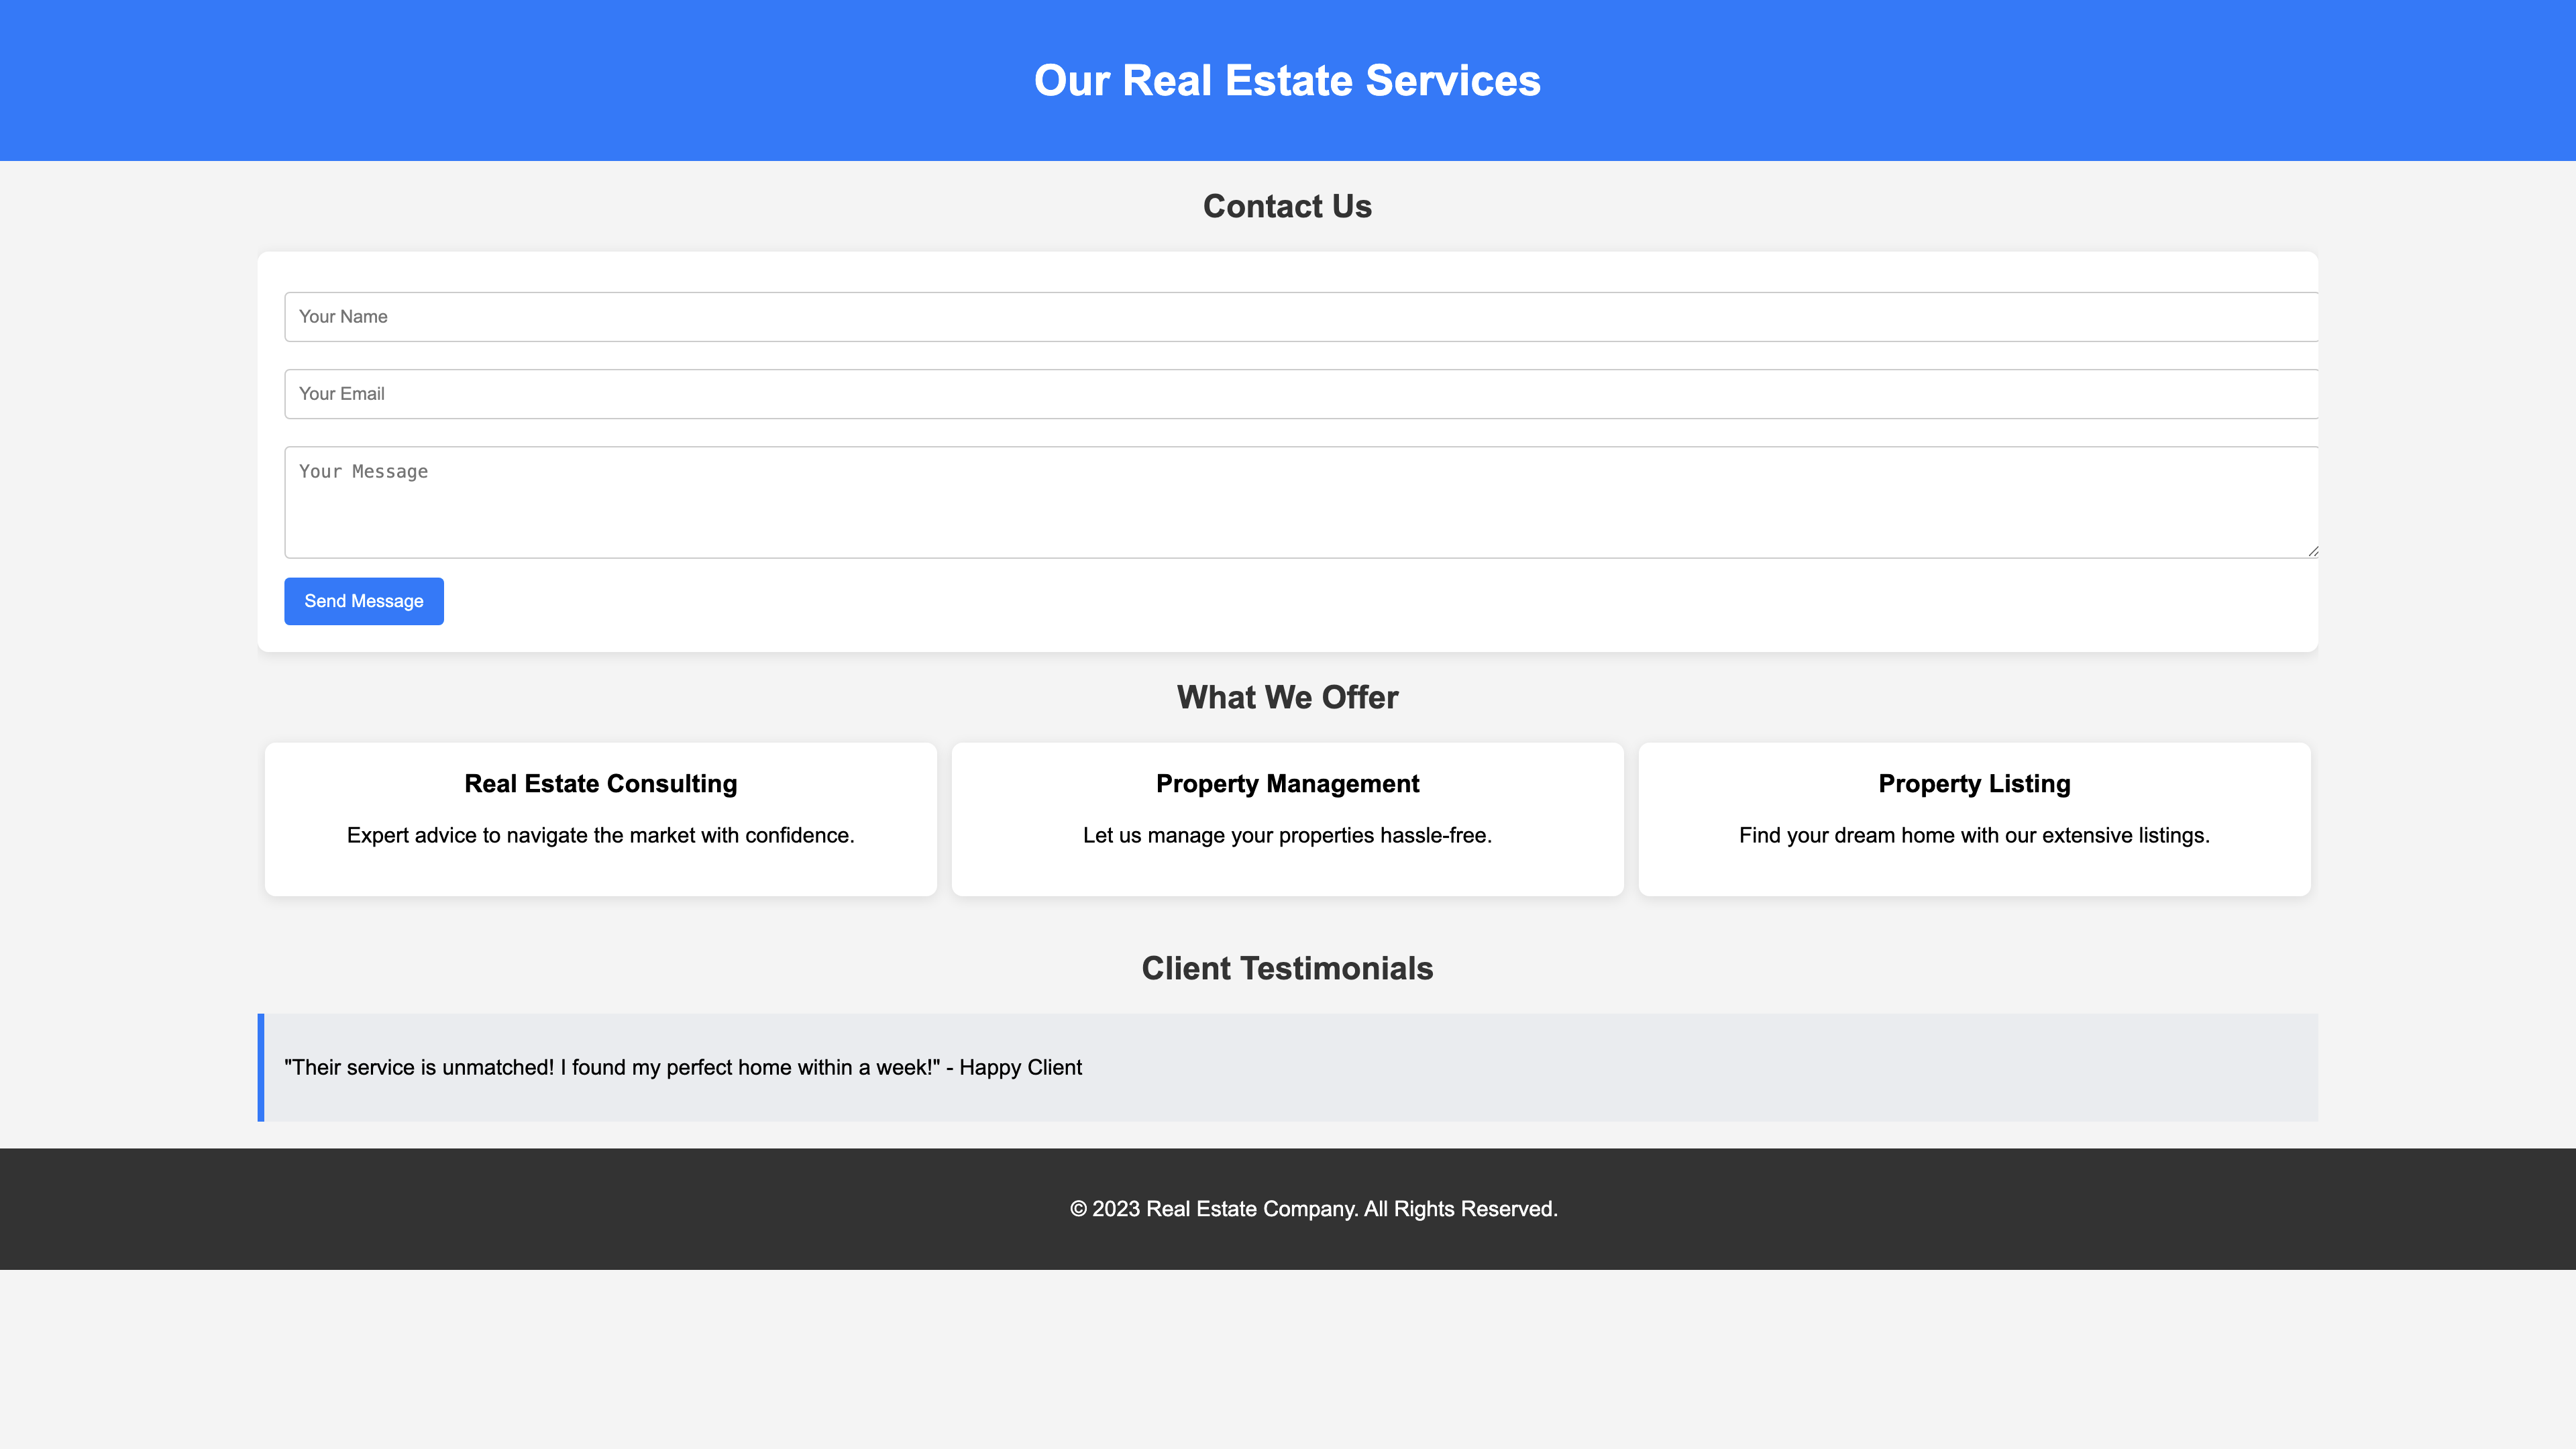 Our Real Estate Services
Contact Us
Your Name
Your Email
Your Message
Send Message
What We Offer
Real Estate Consulting
Expert advice to navigate the market with confidence.
Property Management
Let us manage your properties hassle-free.
Property Listing
Find your dream home with our extensive listings.
Client Testimonials
"Their service is unmatched! I found my perfect home within a week!" - Happy Client
© 2023 Real Estate Company. All Rights Reserved.